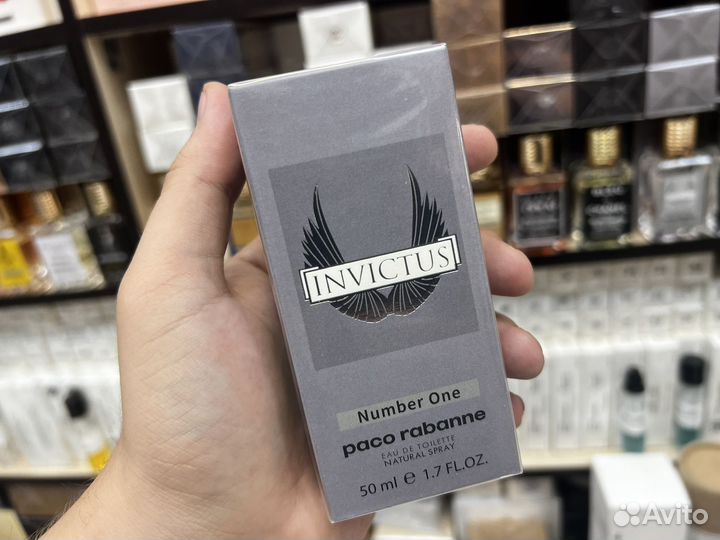 INVICTUS
Number One
paco rabanne
EAU DE TOILETTE
NATURAL SPRAY
50 ml e 1.7 FL.OZ.
Avito